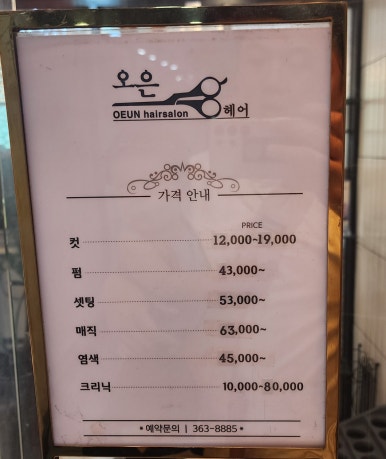 오은
OEUN hairsalon 헤어
가격 안내
PRICE
컷 12,000~19,000
펌 43,000~
셋팅 53,000~
매직 63,000~
염색 45,000~
크리닉 10,000~80,000
• 예약문의 | 363-8885 •